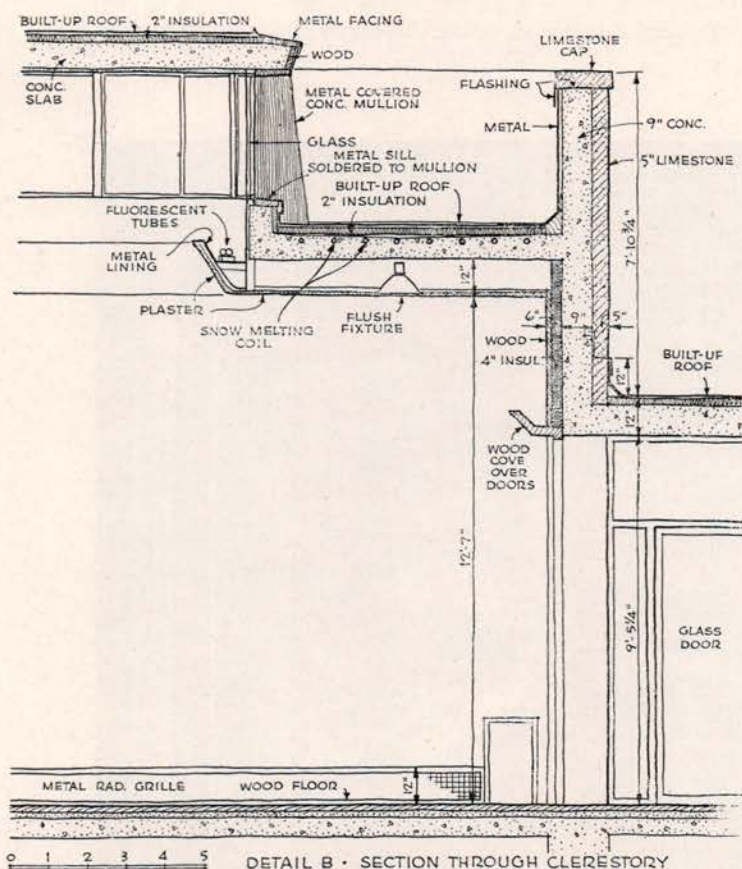 BUILT-UP ROOF
2" INSULATION
METAL FACING
WOOD
CONC.
SLAB
METAL COVERED
CONC. MULLION
GLASS
METAL SILL
SOLDERED TO MULLION
BUILT-UP ROOF
2" INSULATION
FLUORESCENT
TUBES
METAL
LINING
PLASTER
SNOW MELTING
COIL
FLUSH
FIXTURE
LIMESTONE
CAP
FLASHING
METAL
9" CONC.
5" LIMESTONE
7'-10 3/4"
12"
6"
9"
5"
WOOD
4" INSUL.
12"
BUILT-UP
ROOF
12"
WOOD
COVE
OVER
DOORS
12'-7"
9'-5 1/4"
GLASS
DOOR
METAL RAD. GRILLE
WOOD FLOOR
12"
0 1 2 3 4 5
DETAIL B · SECTION THROUGH CLERESTORY